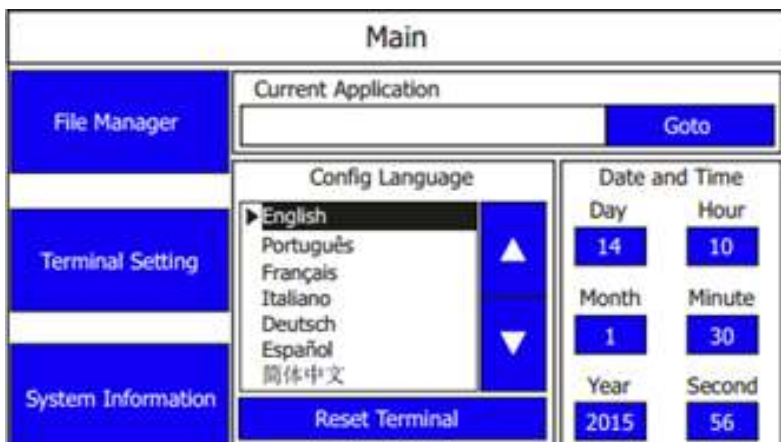 Main
File Manager
Terminal Setting
System Information
Current Application
Goto
Config Language
English
Português
Français
Italiano
Deutsch
Español
简体中文
Reset Terminal
Date and Time
Day Hour
14 10
Month Minute
1 30
Year Second
2015 56